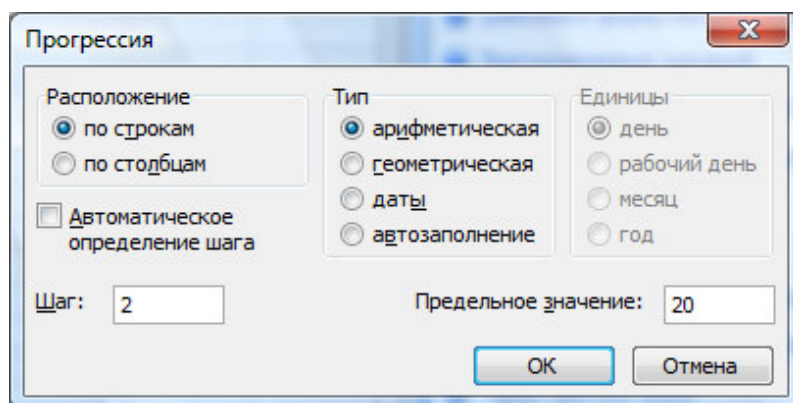 Прогрессия
Расположение
по строкам
по столбцам
Автоматическое
определение шага
Тип
арифметическая
геометрическая
даты
автозаполнение
Единицы
день
рабочий день
месяц
год
Шаг: 2
Предельное значение: 20
ОК
Отмена